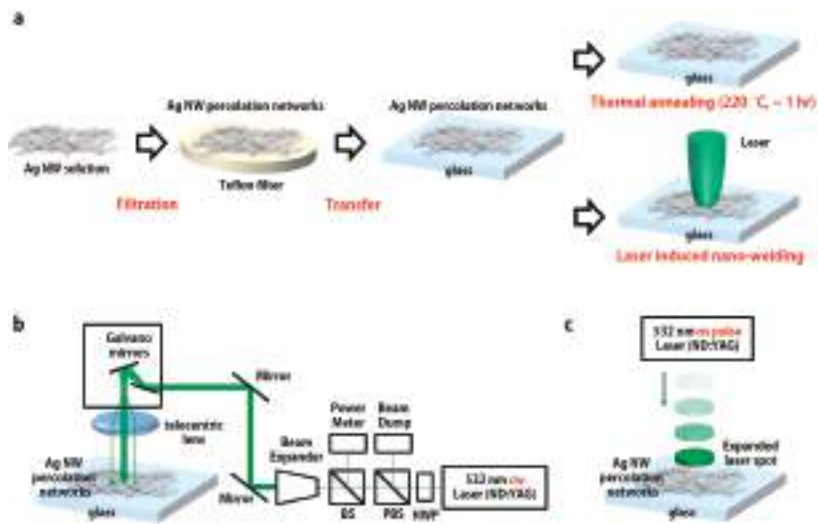 a
glass
Thermal annealing (220 °C, ~ 1 hr)
Ag NW percolation networks
Ag NW percolation networks
Ag NW solution
Teflon filter
glass
Filtration
Transfer
Laser
glass
Laser induced nano-welding
b
Galvano
mirrors
Mirror
telecentric
lens
Power
Meter
Beam
Dump
Beam
Expander
Ag NW
percolation
networks
glass
Mirror
BS
PBS
HWP
532 nm cw
Laser (ND:YAG)
c
532 nm ns pulse
Laser (ND:YAG)
Expanded
laser spot
Ag NW
percolation
networks
glass